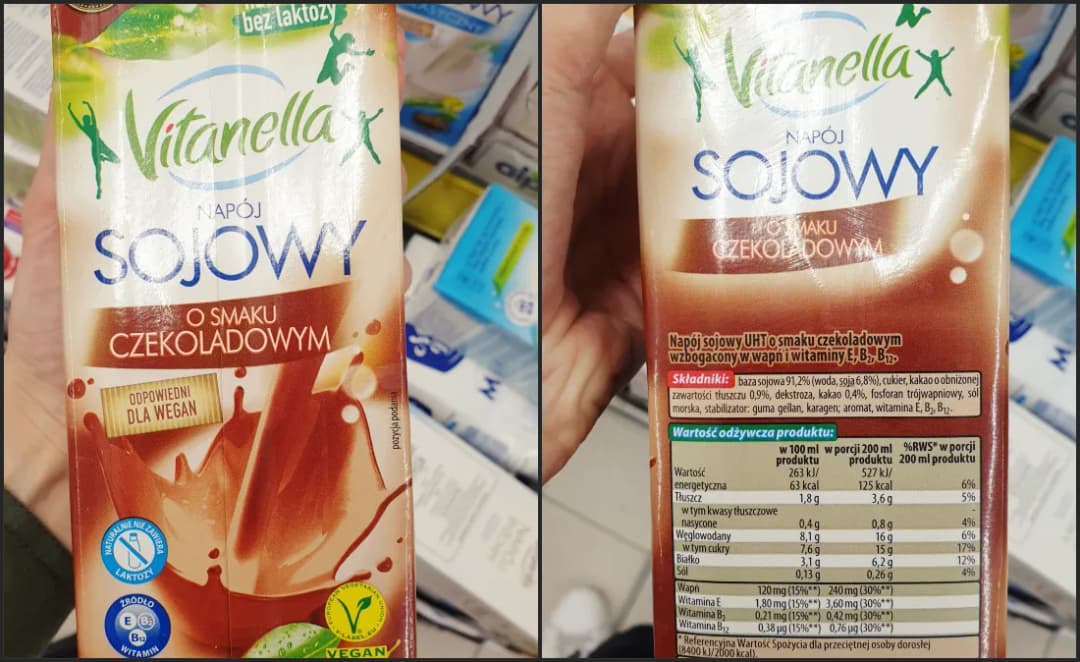 bez laktozy
Vitanella
NAPÓJ
SOJOWY
O SMAKU
CZEKOLADOWYM
ODPOWIEDNI
DLA WEGAN
pozycja podania
NATURALNIE NIE ZAWIERA
LAKTOZY
ŹRÓDŁO
E B₂
B₁₂
WITAMIN
V-LABEL.EU
VEGAN
Vitanella
NAPÓJ
SOJOWY
O SMAKU
CZEKOLADOWYM
Napój sojowy UHT o smaku czekoladowym
wzbogacony w wapń i witaminy E, B₂, B₁₂.
Składniki: baza sojowa 91,2% (woda, soja 6,8%), cukier, kakao o obniżonej
zawartości tłuszczu 0,9%, dekstroza, kakao 0,4%, fosforan trójwapniowy, sól
morska, stabilizator: guma gellan, karagen; aromat, witamina E, B₂, B₁₂.
Wartość odżywcza produktu:
w 100 ml produktu w porcji 200 ml produktu %RWS* w porcji 200 ml produktu
Wartość energetyczna 263 kJ/ 63 kcal 527 kJ/ 125 kcal 6%
Tłuszcz 1,8 g 3,6 g 5%
w tym kwasy tłuszczowe -
nasycone 0,4 g 0,8 g 4%
Węglowodany 8,1 g 16 g 6%
w tym cukry 7,6 g 15 g 17%
Białko 3,1 g 6,2 g 12%
Sól 0,13 g 0,26 g 4%
Wapń 120 mg (15%**) 240 mg (30%**)
Witamina E 1,80 mg (15%**) 3,60 mg (30%**)
Witamina B₂ 0,21 mg (15%**) 0,42 mg (30%**)
Witamina B₁₂ 0,38 µg (15%**) 0,76 µg (30%**)
* Referencyjna Wartość Spożycia dla przeciętnej osoby dorosłej
(8400 kJ/2000 kcal).